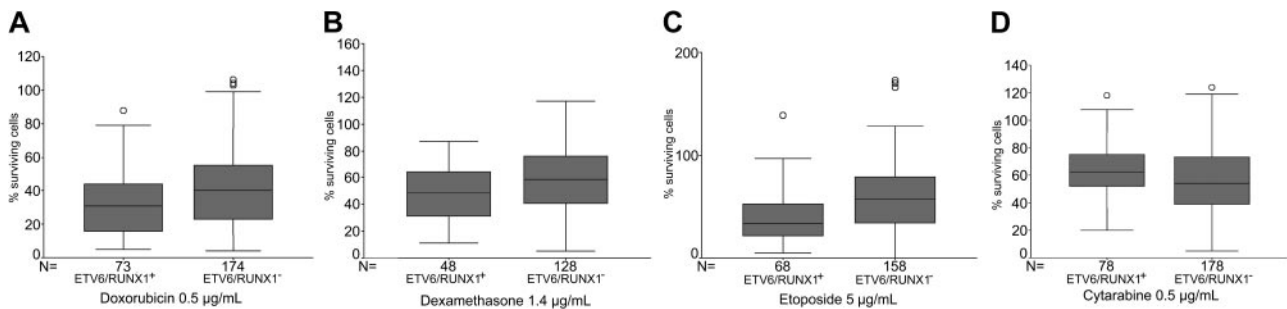 A
% surviving cells
120
100
80
60
40
20
0
N= 73 174
ETV6/RUNX1⁺ ETV6/RUNX1⁻
Doxorubicin 0.5 µg/mL
B
% surviving cells
160
140
120
100
80
60
40
20
0
N= 48 128
ETV6/RUNX1⁺ ETV6/RUNX1⁻
Dexamethasone 1.4 µg/mL
C
% surviving cells
200
100
0
N= 68 158
ETV6/RUNX1⁺ ETV6/RUNX1⁻
Etoposide 5 µg/mL
D
% surviving cells
140
120
100
80
60
40
20
0
N= 78 178
ETV6/RUNX1⁺ ETV6/RUNX1⁻
Cytarabine 0.5 µg/mL